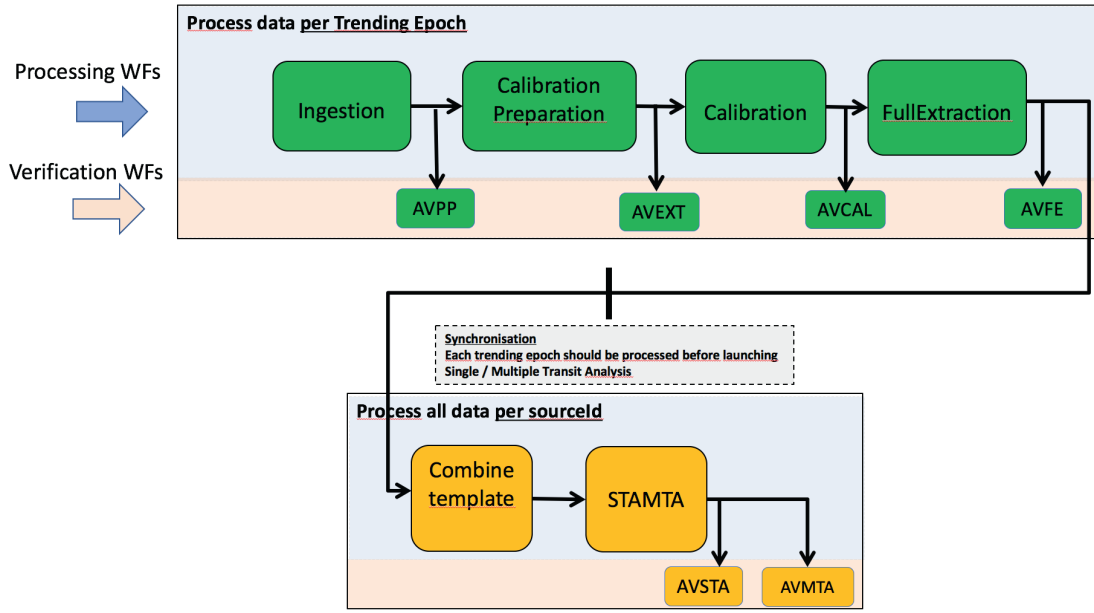 Process data per Trending Epoch
Processing WFs
Ingestion
Calibration
Preparation
Calibration
FullExtraction
Verification WFs
AVPP
AVEXT
AVCAL
AVFE
Synchronisation
Each trending epoch should be processed before launching
Single / Multiple Transit Analysis
Process all data per sourceId
Combine
template
STAMTA
AVSTA
AVMTA